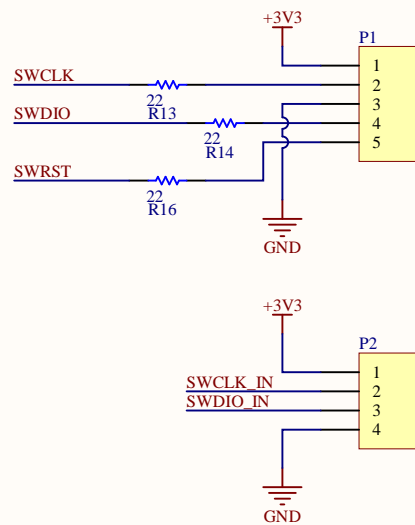 +3V3
P1
1
SWCLK
2
22
R13
3
SWDIO
4
22
R14
5
SWRST
22
R16
GND
+3V3
P2
1
SWCLK_IN
2
SWDIO_IN
3
4
GND